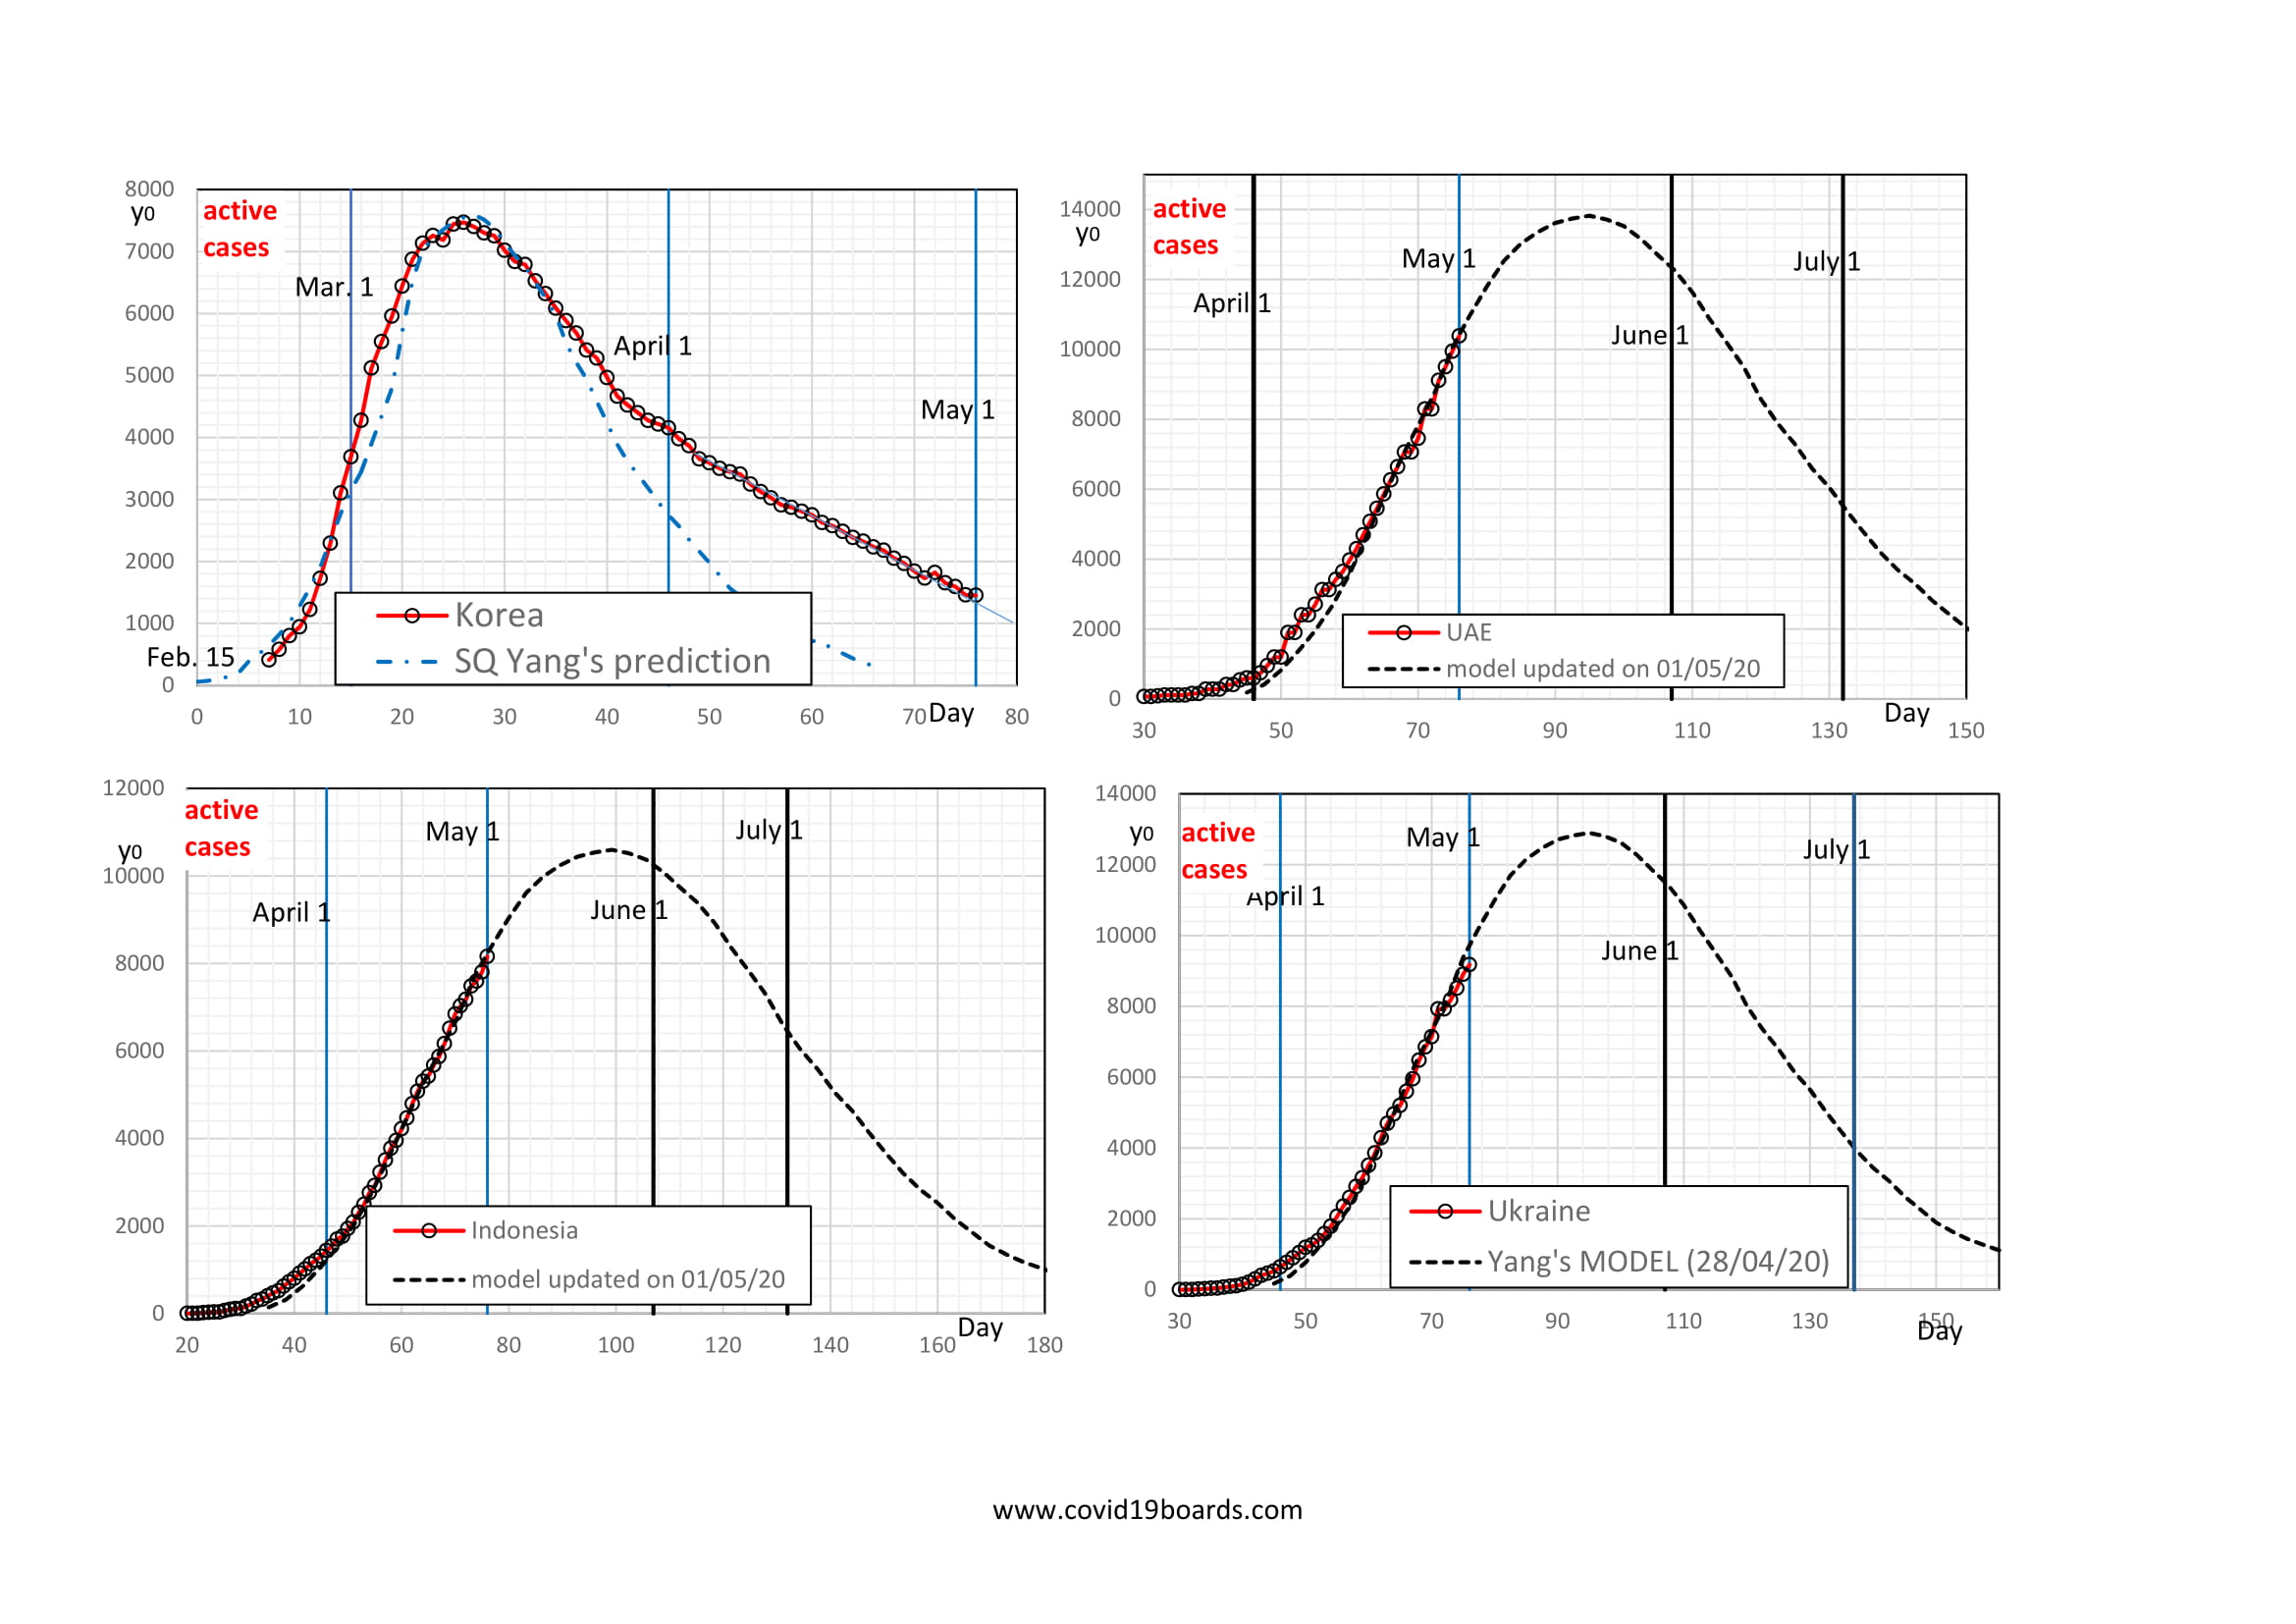 8000
y0
active
cases
7000
Mar. 1
6000
April 1
5000
May 1
4000
3000
2000
Korea
1000
SQ Yang's prediction
Feb. 15
0
0 10 20 30 40 50 60 70 Day 80
14000
y0
active
cases
May 1
July 1
12000
April 1
June 1
10000
8000
6000
4000
2000
UAE
model updated on 01/05/20
0
Day
30 50 70 90 110 130 150
12000
active
cases
y0
May 1
July 1
10000
April 1
June 1
8000
6000
4000
2000
Indonesia
model updated on 01/05/20
0
Day
20 40 60 80 100 120 140 160 180
14000
y0
active
cases
May 1
July 1
12000
April 1
10000
June 1
8000
6000
4000
2000
Ukraine
Yang's MODEL (28/04/20)
0
30 50 70 90 110 130 150
Day
www.covid19boards.com